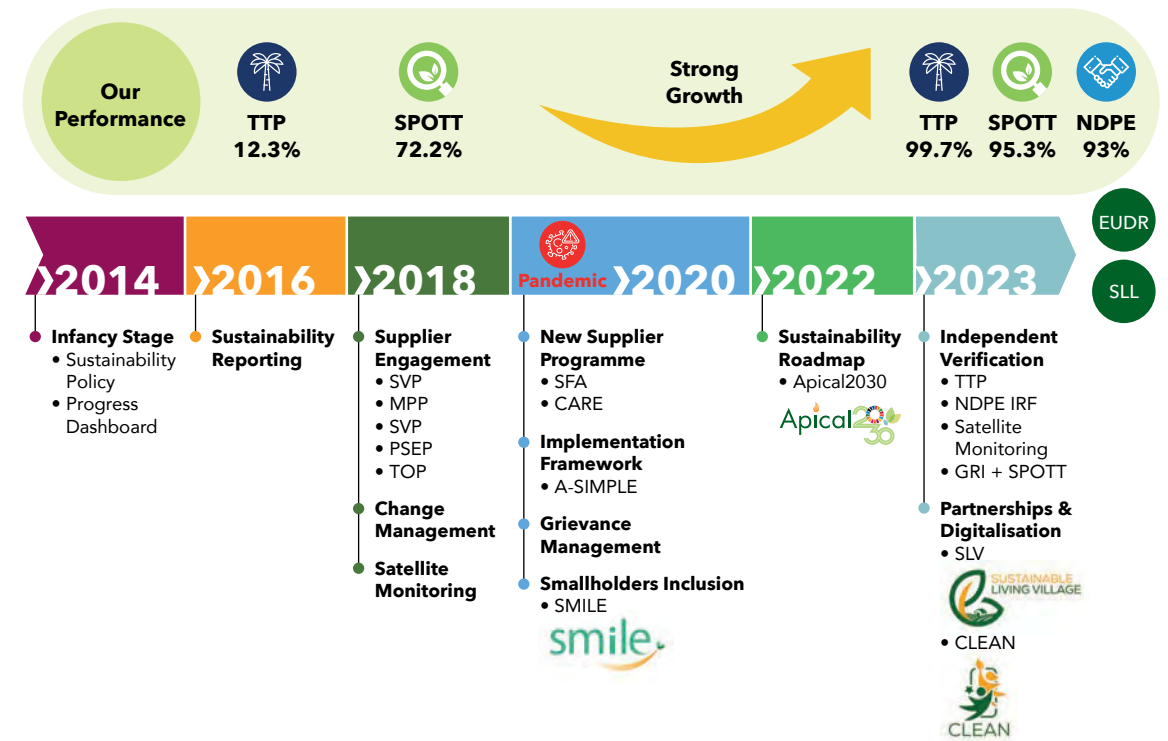 Our
Performance
TTP
12.3%
SPOTT
72.2%
Strong
Growth
TTP
99.7%
SPOTT
95.3%
NDPE
93%
EUDR
SLL
❯2014
❯2016
❯2018
Pandemic
❯2020
❯2022
❯2023
Infancy Stage
• Sustainability
Policy
• Progress
Dashboard
Sustainability
Reporting
Supplier
Engagement
• SVP
• MPP
• SVP
• PSEP
• TOP
Change
Management
Satellite
Monitoring
New Supplier
Programme
• SFA
• CARE
Implementation
Framework
• A-SIMPLE
Grievance
Management
Smallholders Inclusion
• SMILE
smile
Sustainability
Roadmap
• Apical2030
Apical2030
Independent
Verification
• TTP
• NDPE IRF
• Satellite
Monitoring
• GRI + SPOTT
Partnerships &
Digitalisation
• SLV
SUSTAINABLE
LIVING VILLAGE
• CLEAN
CLEAN